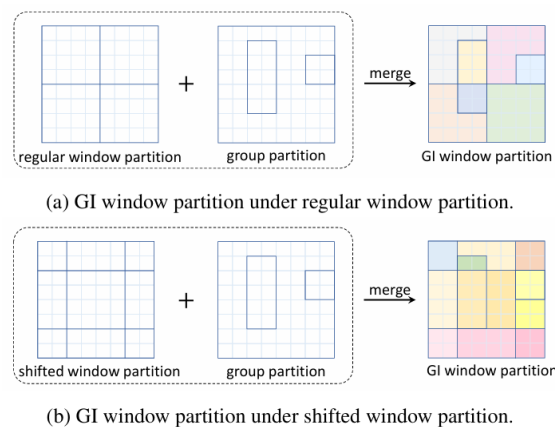 +
merge
regular window partition
group partition
GI window partition
(a) GI window partition under regular window partition.
+
merge
shifted window partition
group partition
GI window partition
(b) GI window partition under shifted window partition.